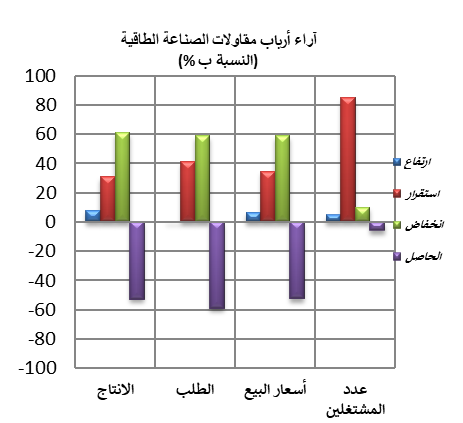 آراء أرباب مقاولات الصناعة الطاقية
(النسبة ب %)
100
80
60
40
20
0
-20
-40
-60
-80
-100
ارتفاع
استقرار
انخفاض
الحاصل
الانتاج
الطلب
أسعار البيع
عدد
المشتغلين